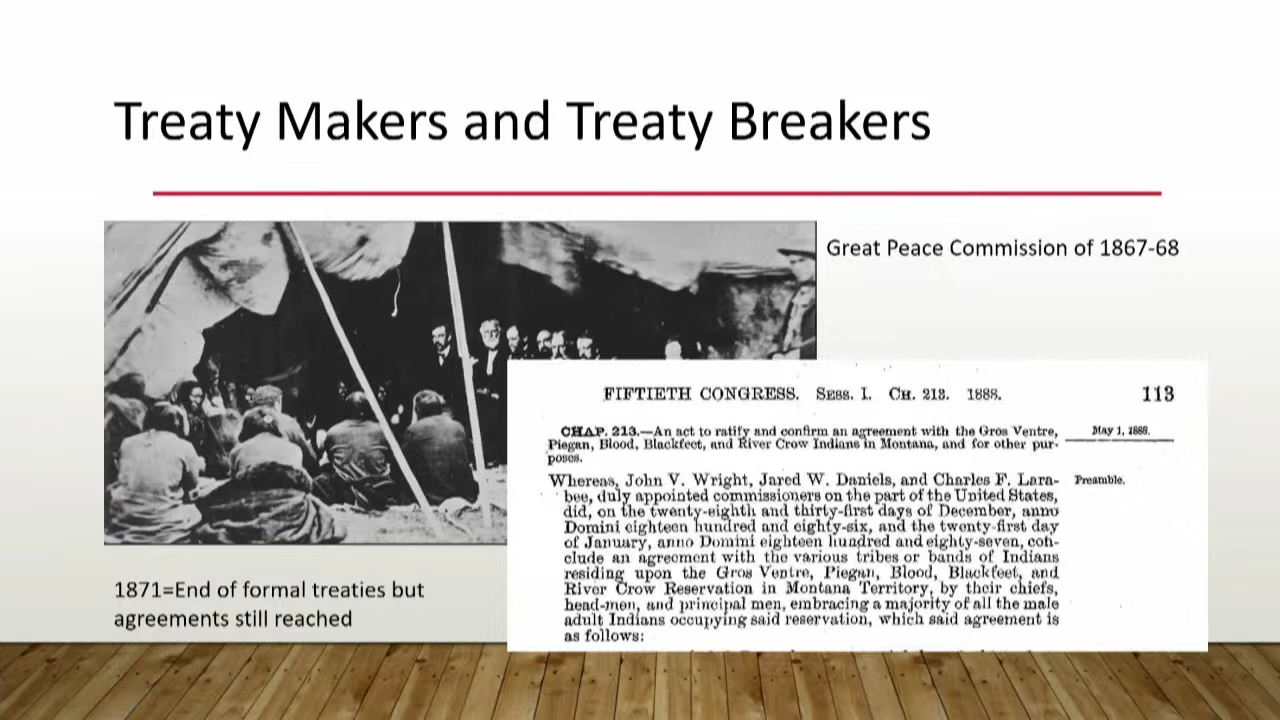 Treaty Makers and Treaty Breakers
Great Peace Commission of 1867-68
FIFTIETH CONGRESS. SESS. I. CH. 213. 1888.
113
CHAP. 213.—An act to ratify and confirm an agreement with the Gros Ventre,
Piegan, Blood, Blackfeet, and River Crow Indians in Montana, and for other pur-
poses.
May 1, 1888.
Whereas, John V. Wright, Jared W. Daniels, and Charles F. Lara-
bee, duly appointed commissioners on the part of the United States,
did, on the twenty-eighth and thirty-first days of December, anno
Domini eighteen hundred and eighty-six, and the twenty-first day
of January, anno Domini eighteen hundred and eighty-seven, con-
clude an agreement with the various tribes or bands of Indians
residing upon the Gros Ventre, Piegan, Blood, Blackfeet, and
River Crow Reservation in Montana Territory, by their chiefs,
head-men, and principal men, embracing a majority of all the male
adult Indians occupying said reservation, which said agreement is
as follows:
Preamble.
1871=End of formal treaties but
agreements still reached